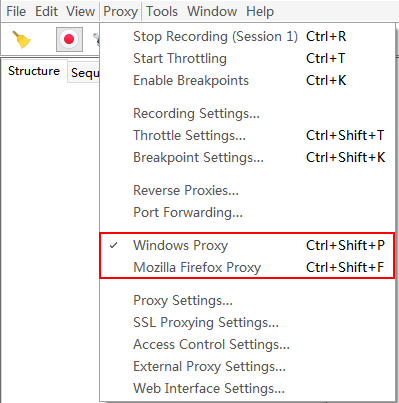 File Edit View Proxy Tools Window Help
Structure Sequ
Stop Recording (Session 1) Ctrl+R
Start Throttling Ctrl+T
Enable Breakpoints Ctrl+K
Recording Settings...
Throttle Settings... Ctrl+Shift+T
Breakpoint Settings... Ctrl+Shift+K
Reverse Proxies...
Port Forwarding...
Windows Proxy Ctrl+Shift+P
Mozilla Firefox Proxy Ctrl+Shift+F
Proxy Settings...
SSL Proxying Settings...
Access Control Settings...
External Proxy Settings...
Web Interface Settings...